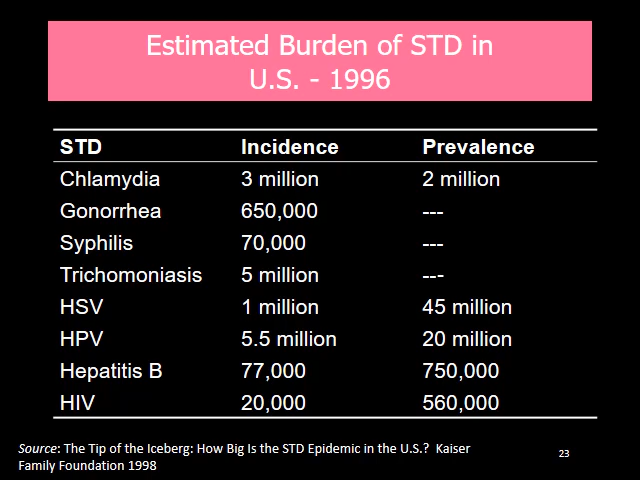 Estimated Burden of STD in
U.S. - 1996
STD Incidence Prevalence
Chlamydia 3 million 2 million
Gonorrhea 650,000 ---
Syphilis 70,000 ---
Trichomoniasis 5 million ---
HSV 1 million 45 million
HPV 5.5 million 20 million
Hepatitis B 77,000 750,000
HIV 20,000 560,000
Source: The Tip of the Iceberg: How Big Is the STD Epidemic in the U.S.? Kaiser
Family Foundation 1998
23